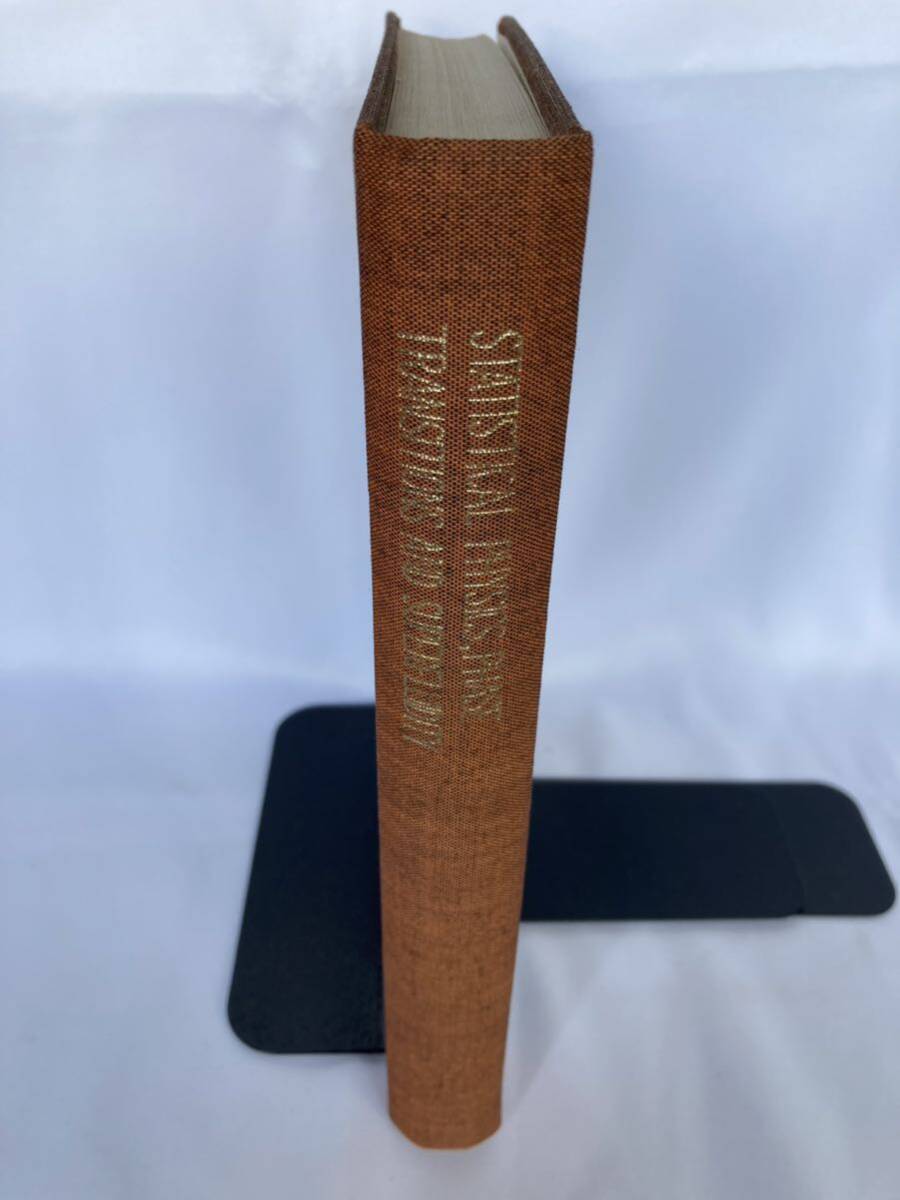 STATISTICAL PHYSICS, PHASE
TRANSITIONS AND SUPERFLUIDITY